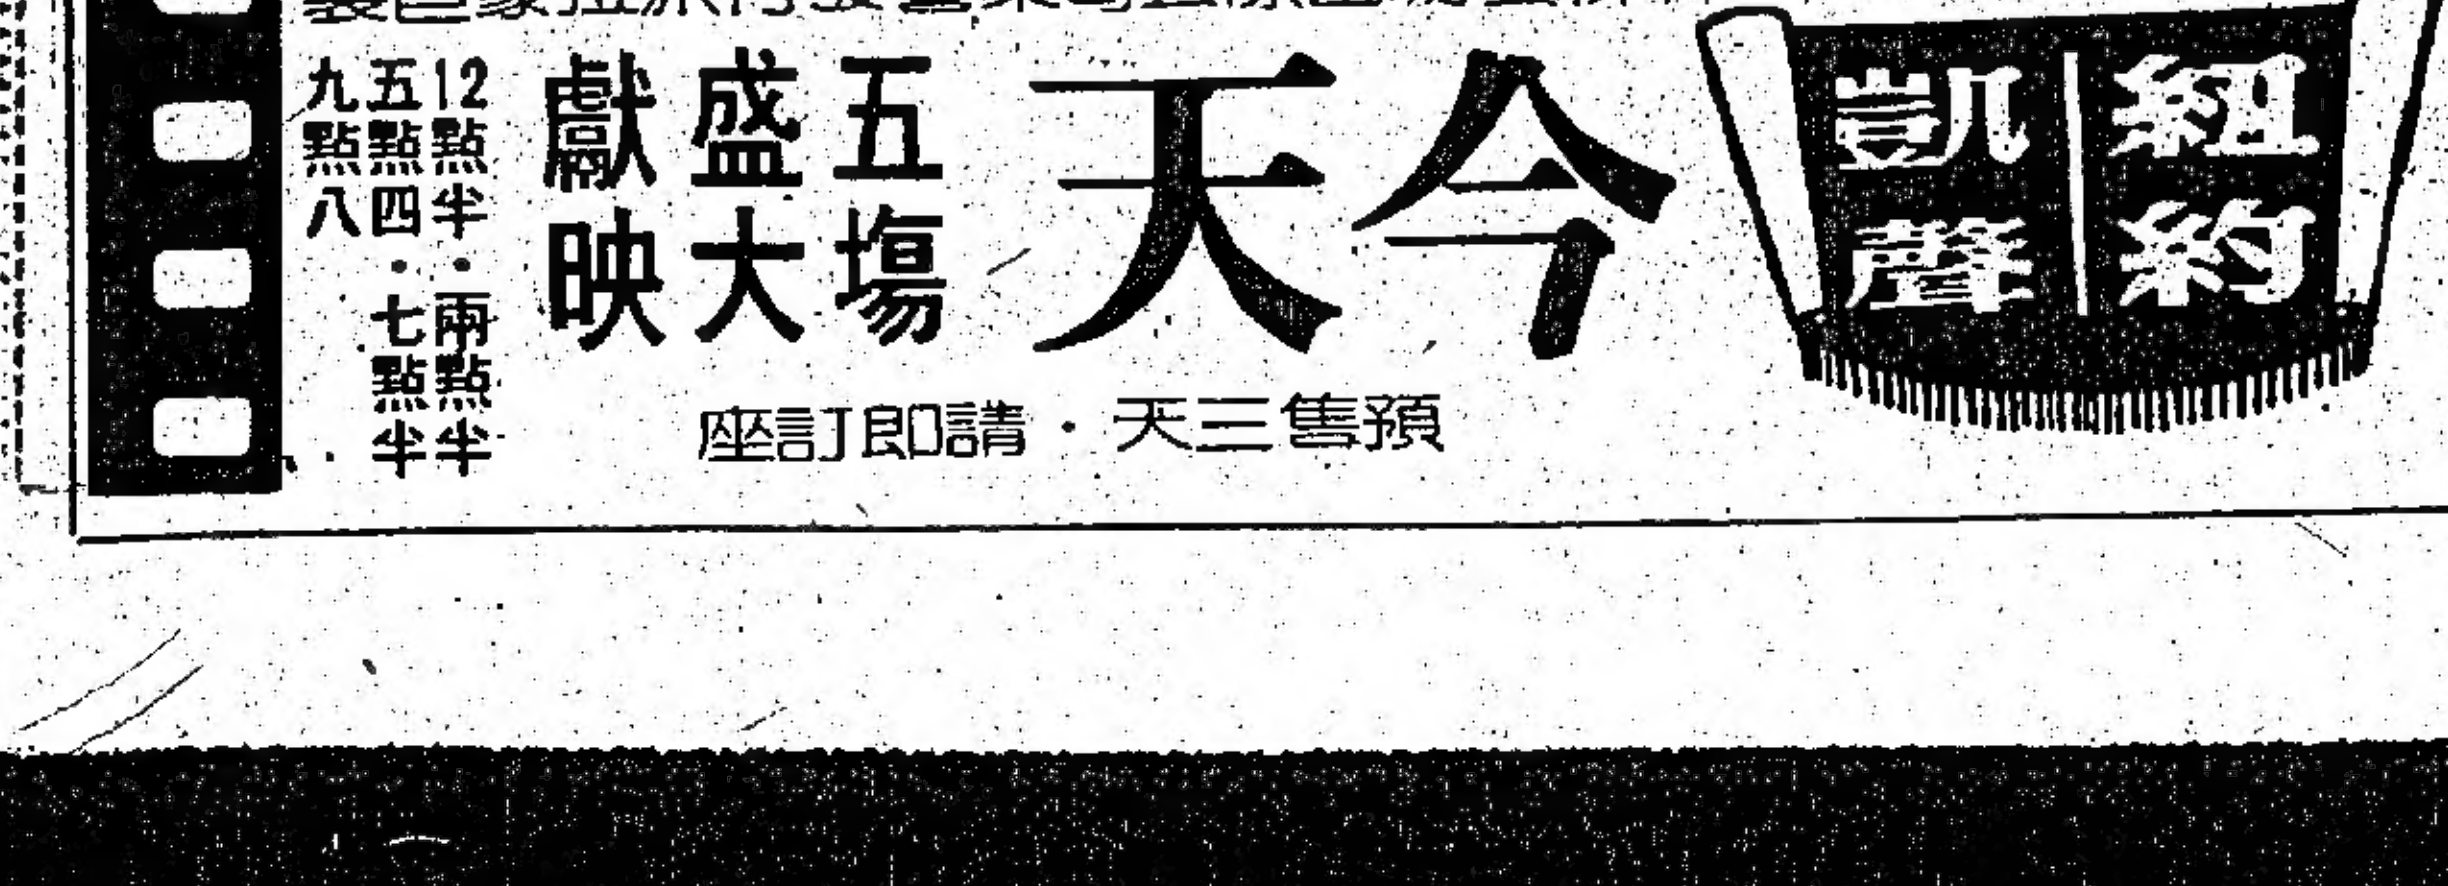 紐約
凱聲
今天
五場
盛大
獻映
12點半·兩點半
五點四·七點半
九點八
預售三天·請即訂座